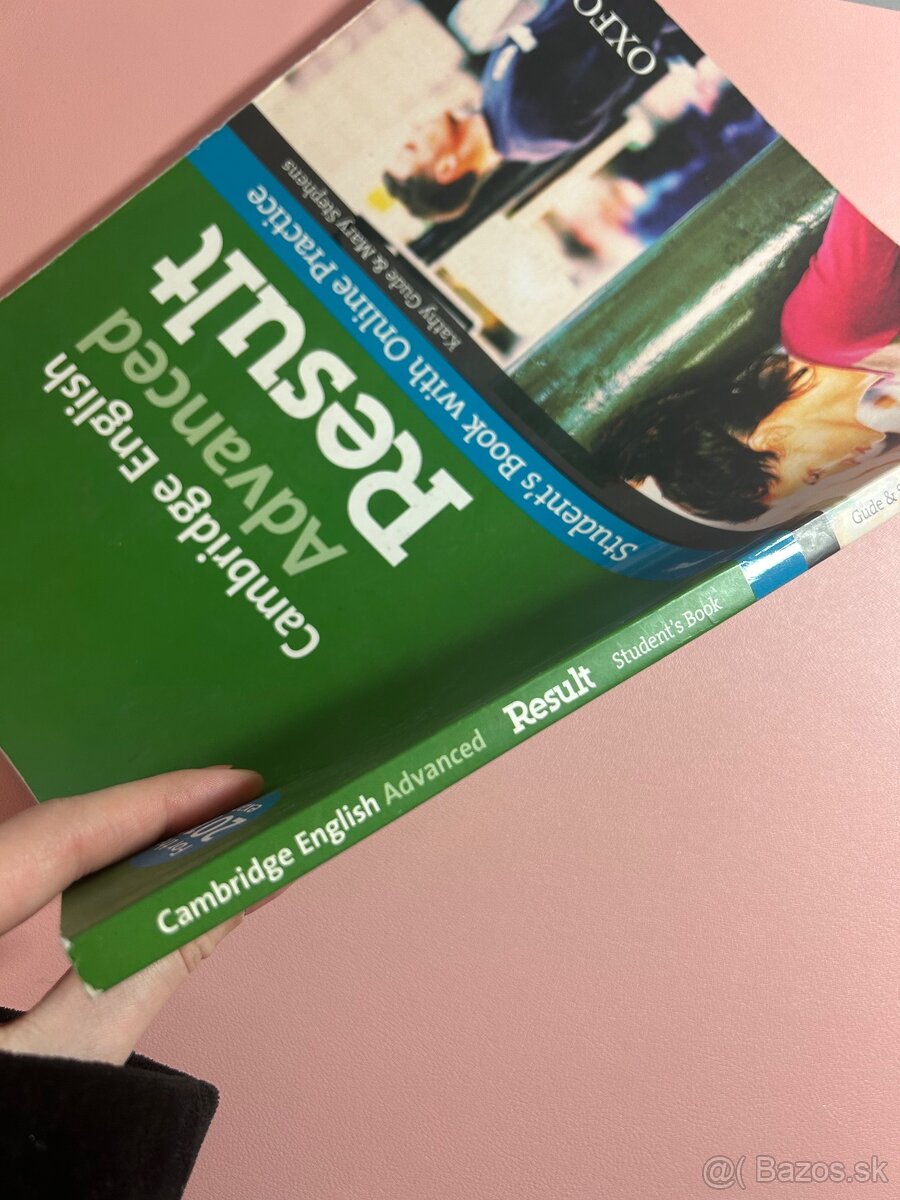 Cambridge English
Advanced
Result
Student's Book with Online Practice
Kathy Gude & Mary Stephens
OXFO
Cambridge English Advanced Result Student's Book
Gude &
@( Bazos.sk